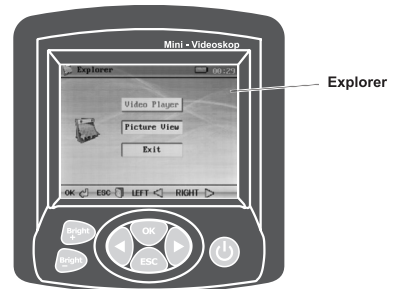 Mini - Videoskop
Explorer 00:29
Explorer
Video Player
Picture View
Exit
OK ESC LEFT RIGHT
Bright
+
OK
Bright
-
ESC